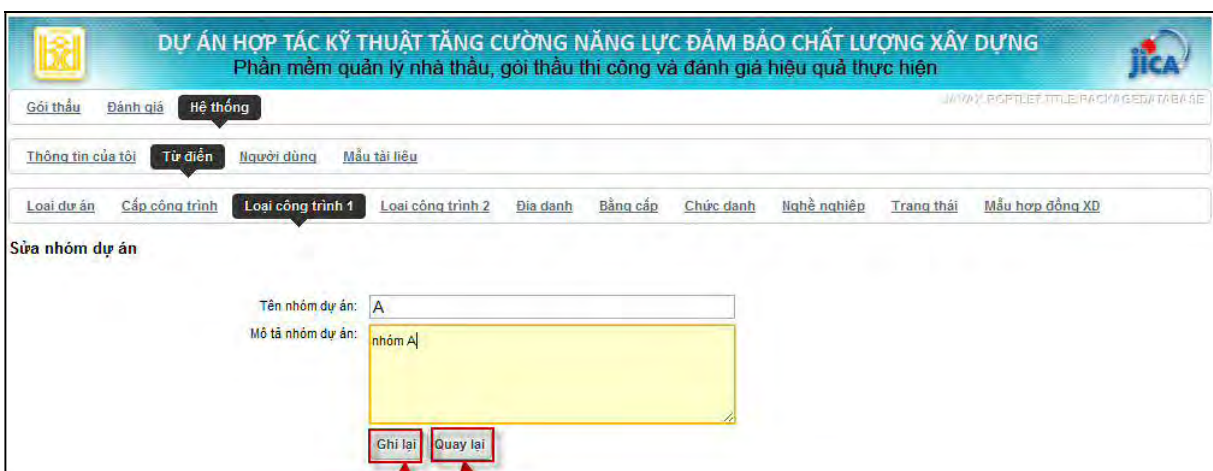 DỰ ÁN HỢP TÁC KỸ THUẬT TĂNG CƯỜNG NĂNG LỰC ĐẢM BẢO CHẤT LƯỢNG XÂY DỰNG
Phần mềm quản lý nhà thầu, gói thầu thi công và đánh giá hiệu quả thực hiện
jica
Gói thầu Đánh giá Hệ thống JAVAX.PORTLET.TITLE.PACKAGEDATABASE
Thông tin của tôi Từ điển Người dùng Mẫu tài liệu
Loại dự án Cấp công trình Loại công trình 1 Loại công trình 2 Địa danh Bằng cấp Chức danh Nghề nghiệp Trạng thái Mẫu hợp đồng XD
Sửa nhóm dự án
Tên nhóm dự án: A
Mô tả nhóm dự án: nhóm A
Ghi lại Quay lại